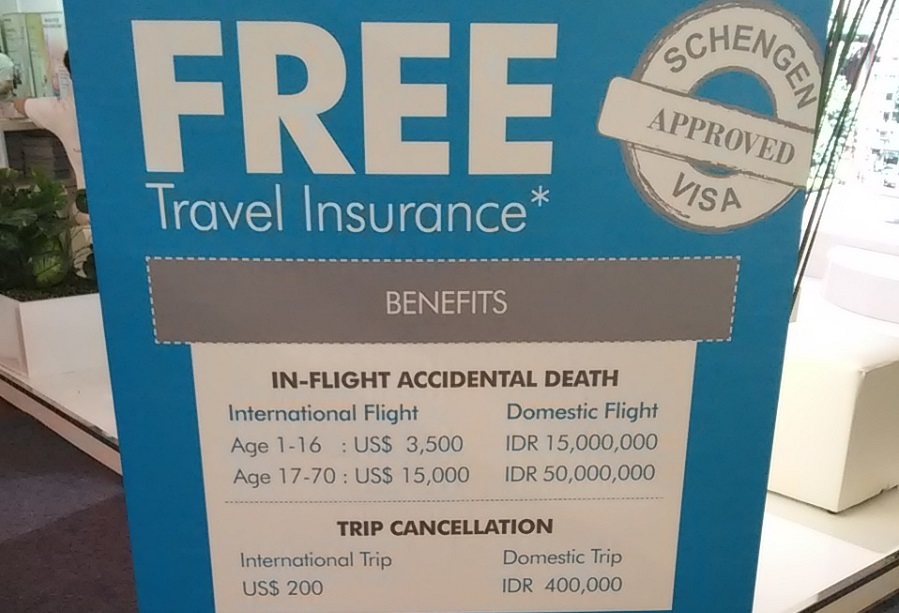 FREE
Travel Insurance*
SCHENGEN
APPROVED
VISA
BENEFITS
IN-FLIGHT ACCIDENTAL DEATH
International Flight Domestic Flight
Age 1-16 : US$ 3,500 IDR 15,000,000
Age 17-70 : US$ 15,000 IDR 50,000,000
TRIP CANCELLATION
International Trip Domestic Trip
US$ 200 IDR 400,000